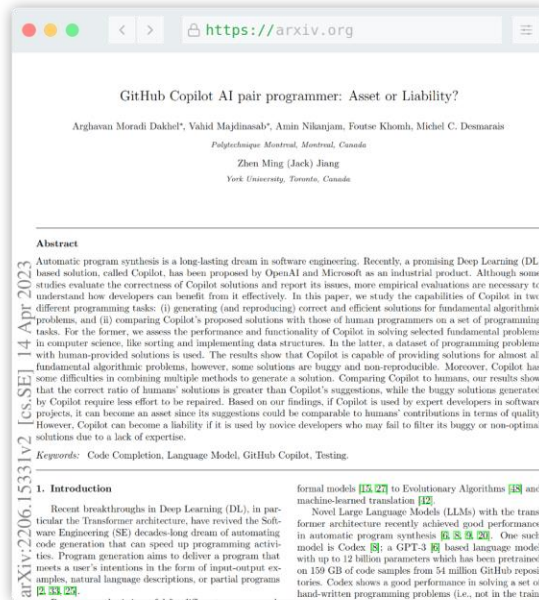 https://arxiv.org
GitHub Copilot AI pair programmer: Asset or Liability?
Arghavan Moradi Dakhel*, Vahid Majdinasab*, Amin Nikanjam, Foutse Khomh, Michel C. Desmarais
Polytechnique Montreal, Montreal, Canada
Zhen Ming (Jack) Jiang
York University, Toronto, Canada
Abstract
Automatic program synthesis is a long-lasting dream in software engineering. Recently, a promising Deep Learning (DL)
based solution, called Copilot, has been proposed by OpenAI and Microsoft as an industrial product. Although some
studies evaluate the correctness of Copilot solutions and report its issues, more empirical evaluations are necessary to
understand how developers can benefit from it effectively. In this paper, we study the capabilities of Copilot in two
different programming tasks: (i) generating (and reproducing) correct and efficient solutions for fundamental algorithmic
problems, and (ii) comparing Copilot's proposed solutions with those of human programmers on a set of programming
tasks. For the former, we assess the performance and functionality of Copilot in solving selected fundamental problems
in computer science, like sorting and implementing data structures. In the latter, a dataset of programming problems
with human-provided solutions is used. The results show that Copilot is capable of providing solutions for almost all
fundamental algorithmic problems, however, some solutions are buggy and non-reproducible. Moreover, Copilot has
some difficulties in combining multiple methods to generate a solution. Comparing Copilot to humans, our results show
that the correct ratio of humans' solutions is greater than Copilot's suggestions, while the buggy solutions generated
by Copilot require less effort to be repaired. Based on our findings, if Copilot is used by expert developers in software
projects, it can become an asset since its suggestions could be comparable to humans' contributions in terms of quality.
However, Copilot can become a liability if it is used by novice developers who may fail to filter its buggy or non-optimal
solutions due to a lack of expertise.
Keywords: Code Completion, Language Model, GitHub Copilot, Testing.
arXiv:2206.15331v2 [cs.SE] 14 Apr 2023
1. Introduction
Recent breakthroughs in Deep Learning (DL), in par-
ticular the Transformer architecture, have revived the Soft-
ware Engineering (SE) decades-long dream of automating
code generation that can speed up programming activi-
ties. Program generation aims to deliver a program that
meets a user's intentions in the form of input-output ex-
amples, natural language descriptions, or partial programs
[2, 33, 25].
formal models [15, 27] to Evolutionary Algorithms [48] and
machine-learned translation [42].
Novel Large Language Models (LLMs) with the trans-
former architecture recently achieved good performance
in automatic program synthesis [6, 8, 9, 20]. One such
model is Codex [8]; a GPT-3 [6] based language model
with up to 12 billion parameters which has been pretrained
on 159 GB of code samples from 54 million GitHub repos-
itories. Codex shows a good performance in solving a set of
hand-written programming problems (i.e., not in the train-